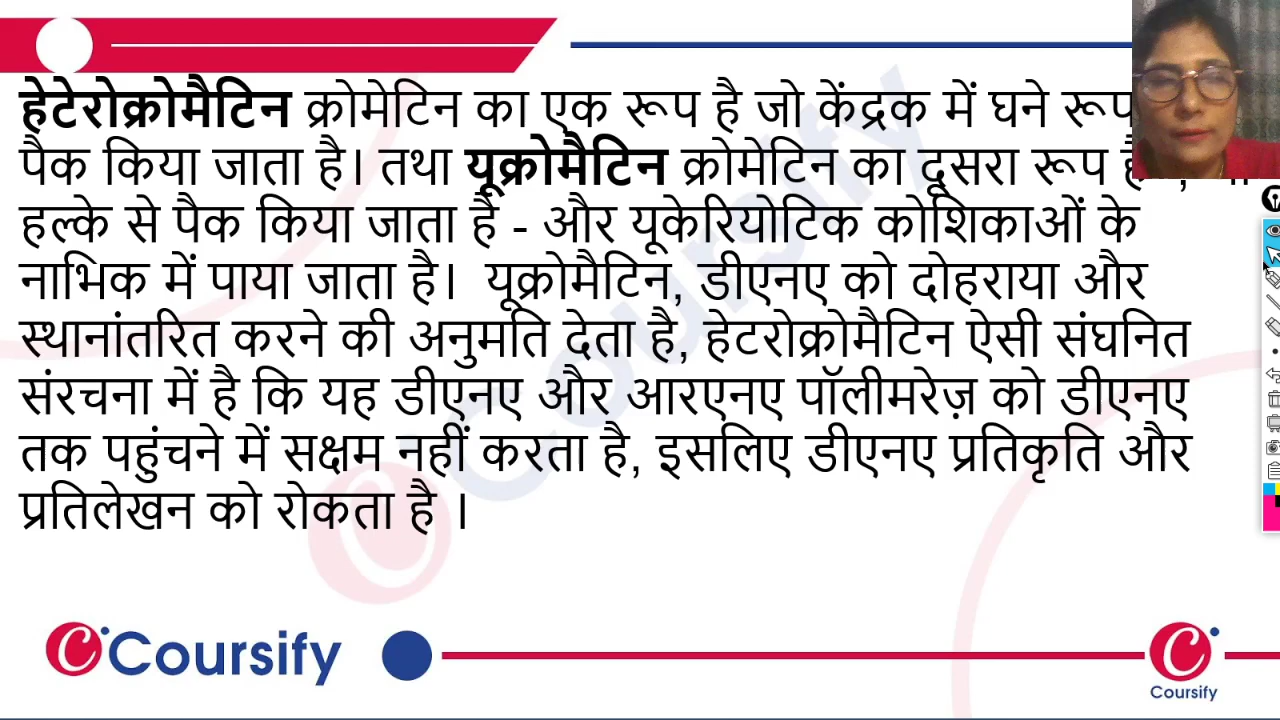 हेटेरोक्रोमैटिन क्रोमेटिन का एक रूप है जो केंद्रक में घने रूप
पैक किया जाता है। तथा यूक्रोमैटिन क्रोमेटिन का दूसरा रूप
हल्के से पैक किया जाता है - और यूकेरियोटिक कोशिकाओं के
नाभिक में पाया जाता है। यूक्रोमैटिन, डीएनए को दोहराया और
स्थानांतरित करने की अनुमति देता है, हेटरोक्रोमैटिन ऐसी संघनित
संरचना में है कि यह डीएनए और आरएनए पॉलीमरेज़ को डीएनए
तक पहुंचने में सक्षम नहीं करता है, इसलिए डीएनए प्रतिकृति और
प्रतिलेखन को रोकता है ।
Coursify
Coursify
Coursify